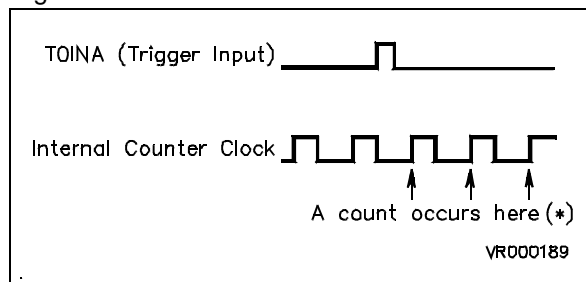 TOINA (Trigger Input)
Internal Counter Clock
A count occurs here (*)
VR000189